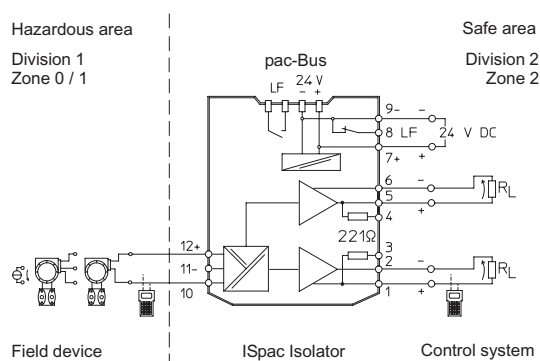 Hazardous area
Safe area
Division 1
Zone 0 / 1
Division 2
Zone 2
pac-Bus
LF
24 V
- +
9-
-
8 LF
24 V DC
7+
+
6
-
5
+
RL
4
221Ω
3
12+
11-
10
2
-
1
+
RL
Field device
ISpac Isolator
Control system